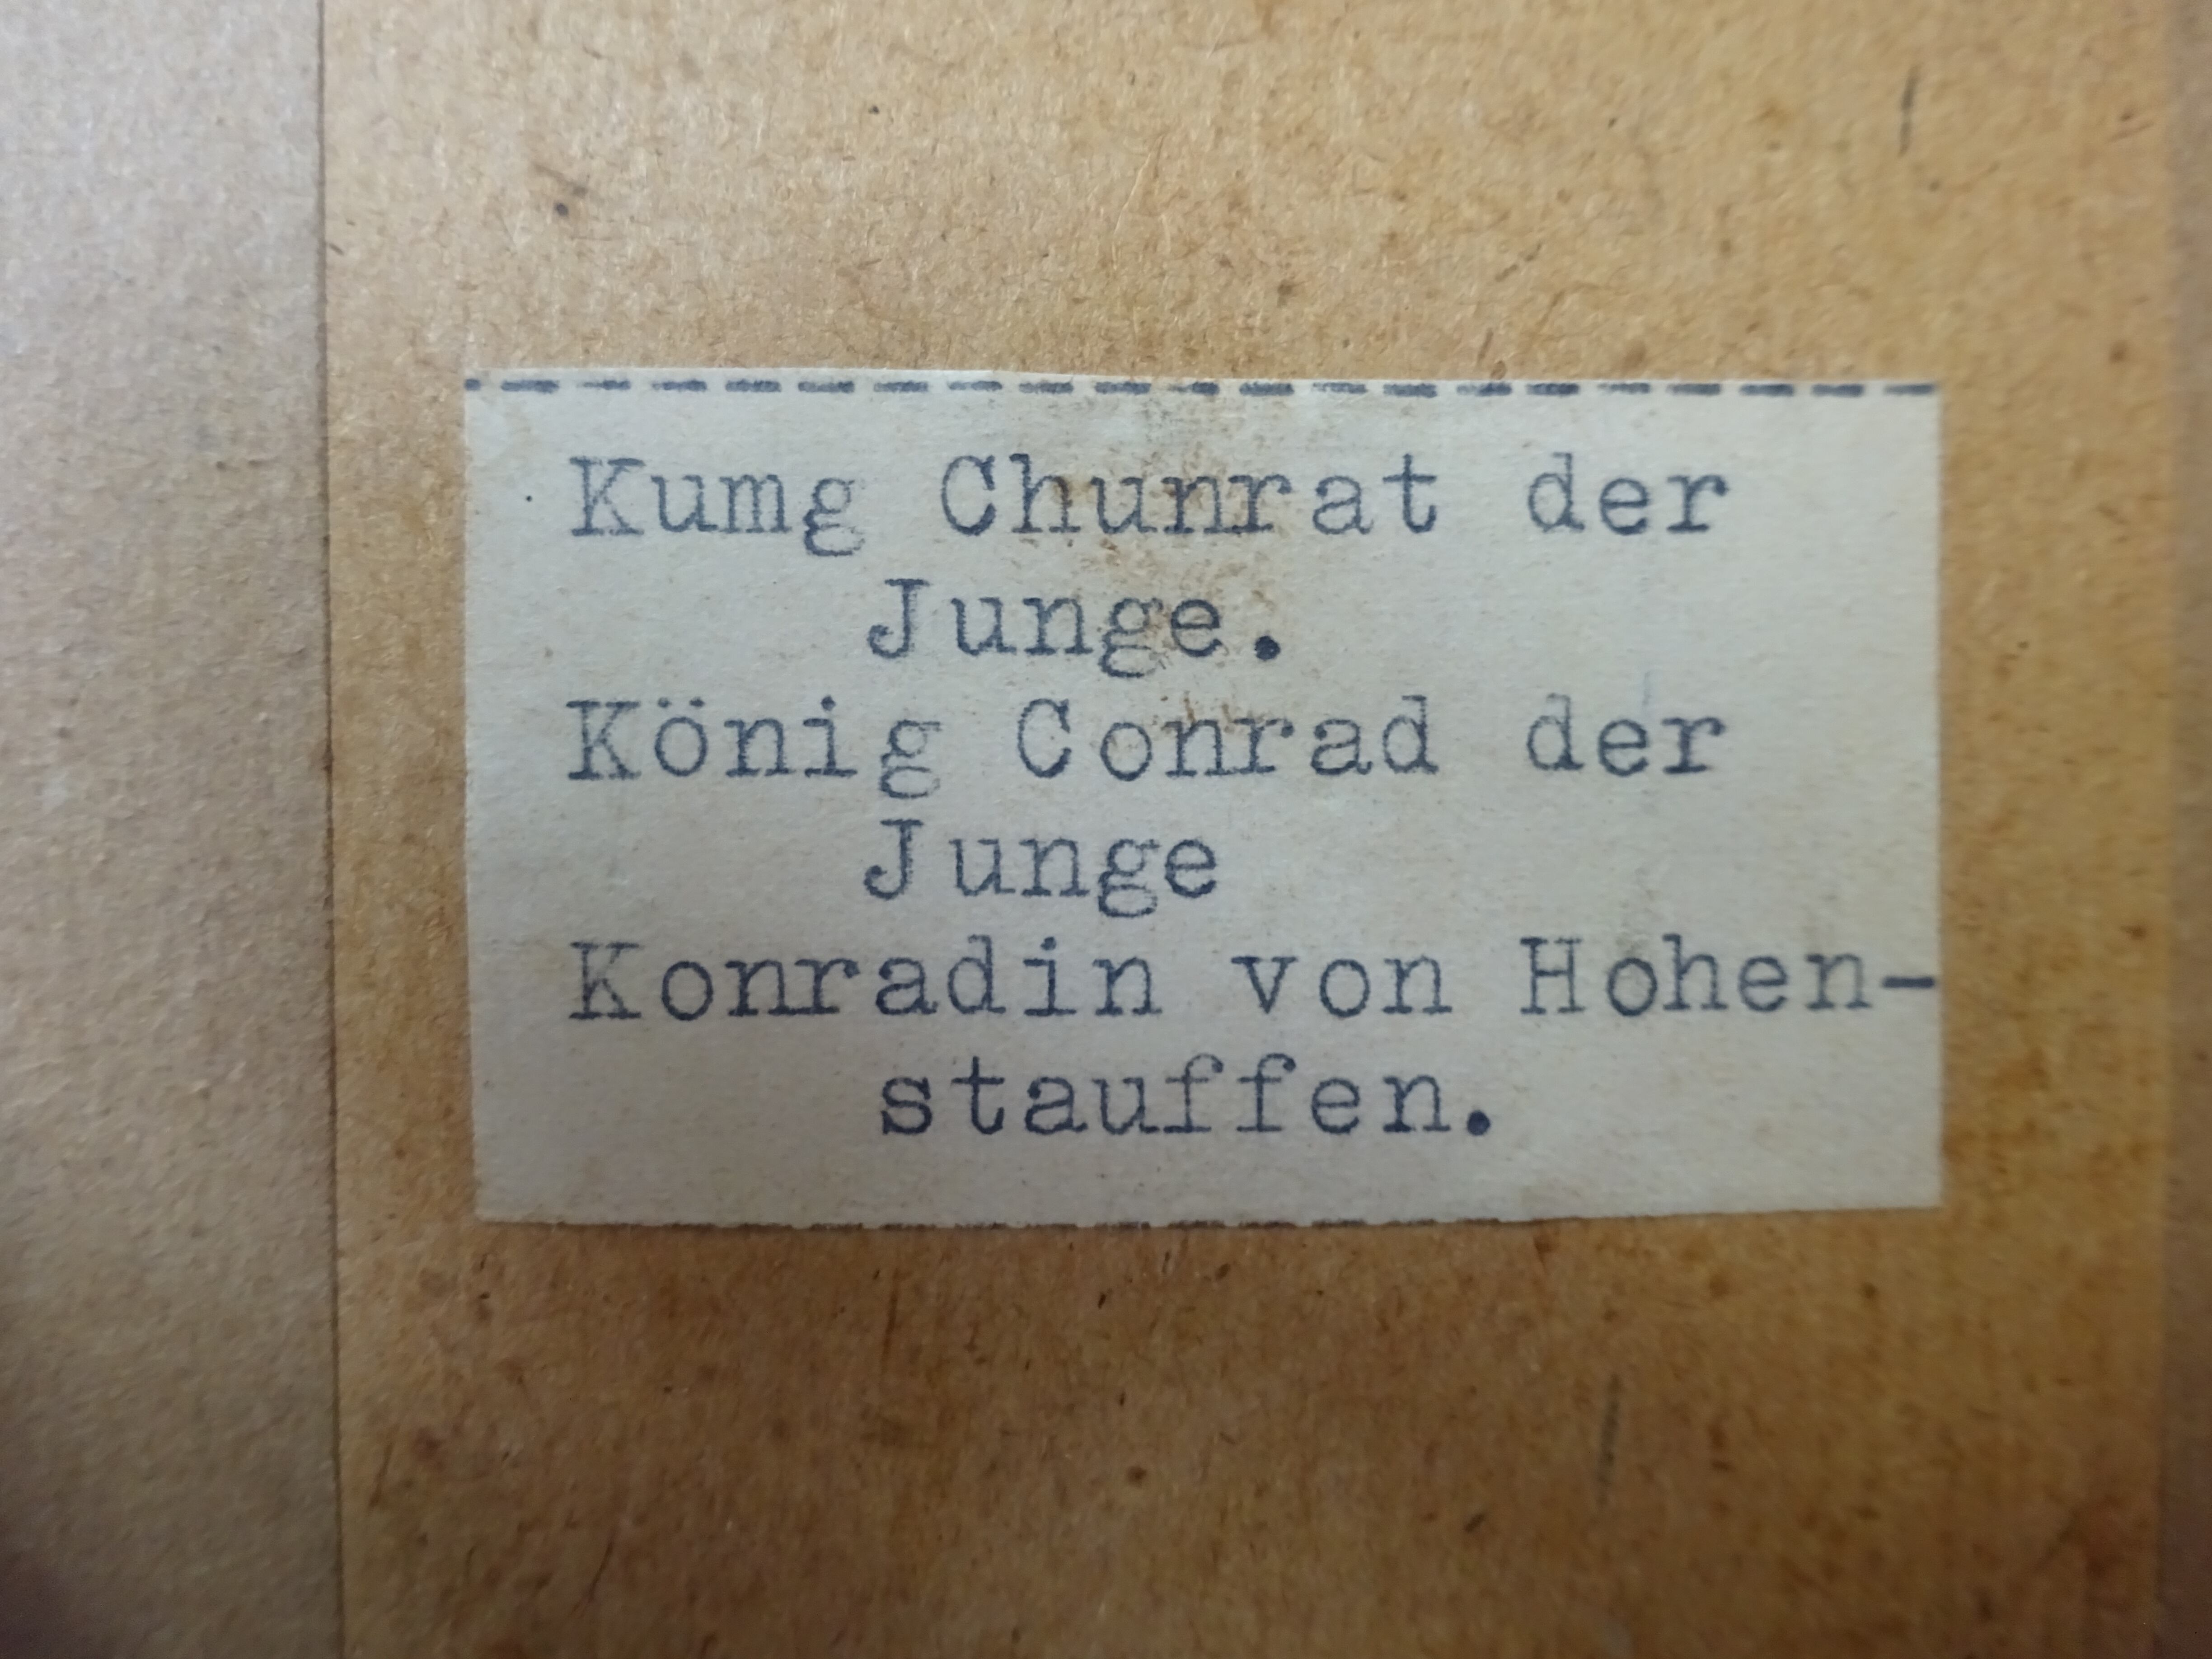 Kumg Chunrat der
Junge.
König Conrad der
Junge
Konradin von Hohen-
stauffen.